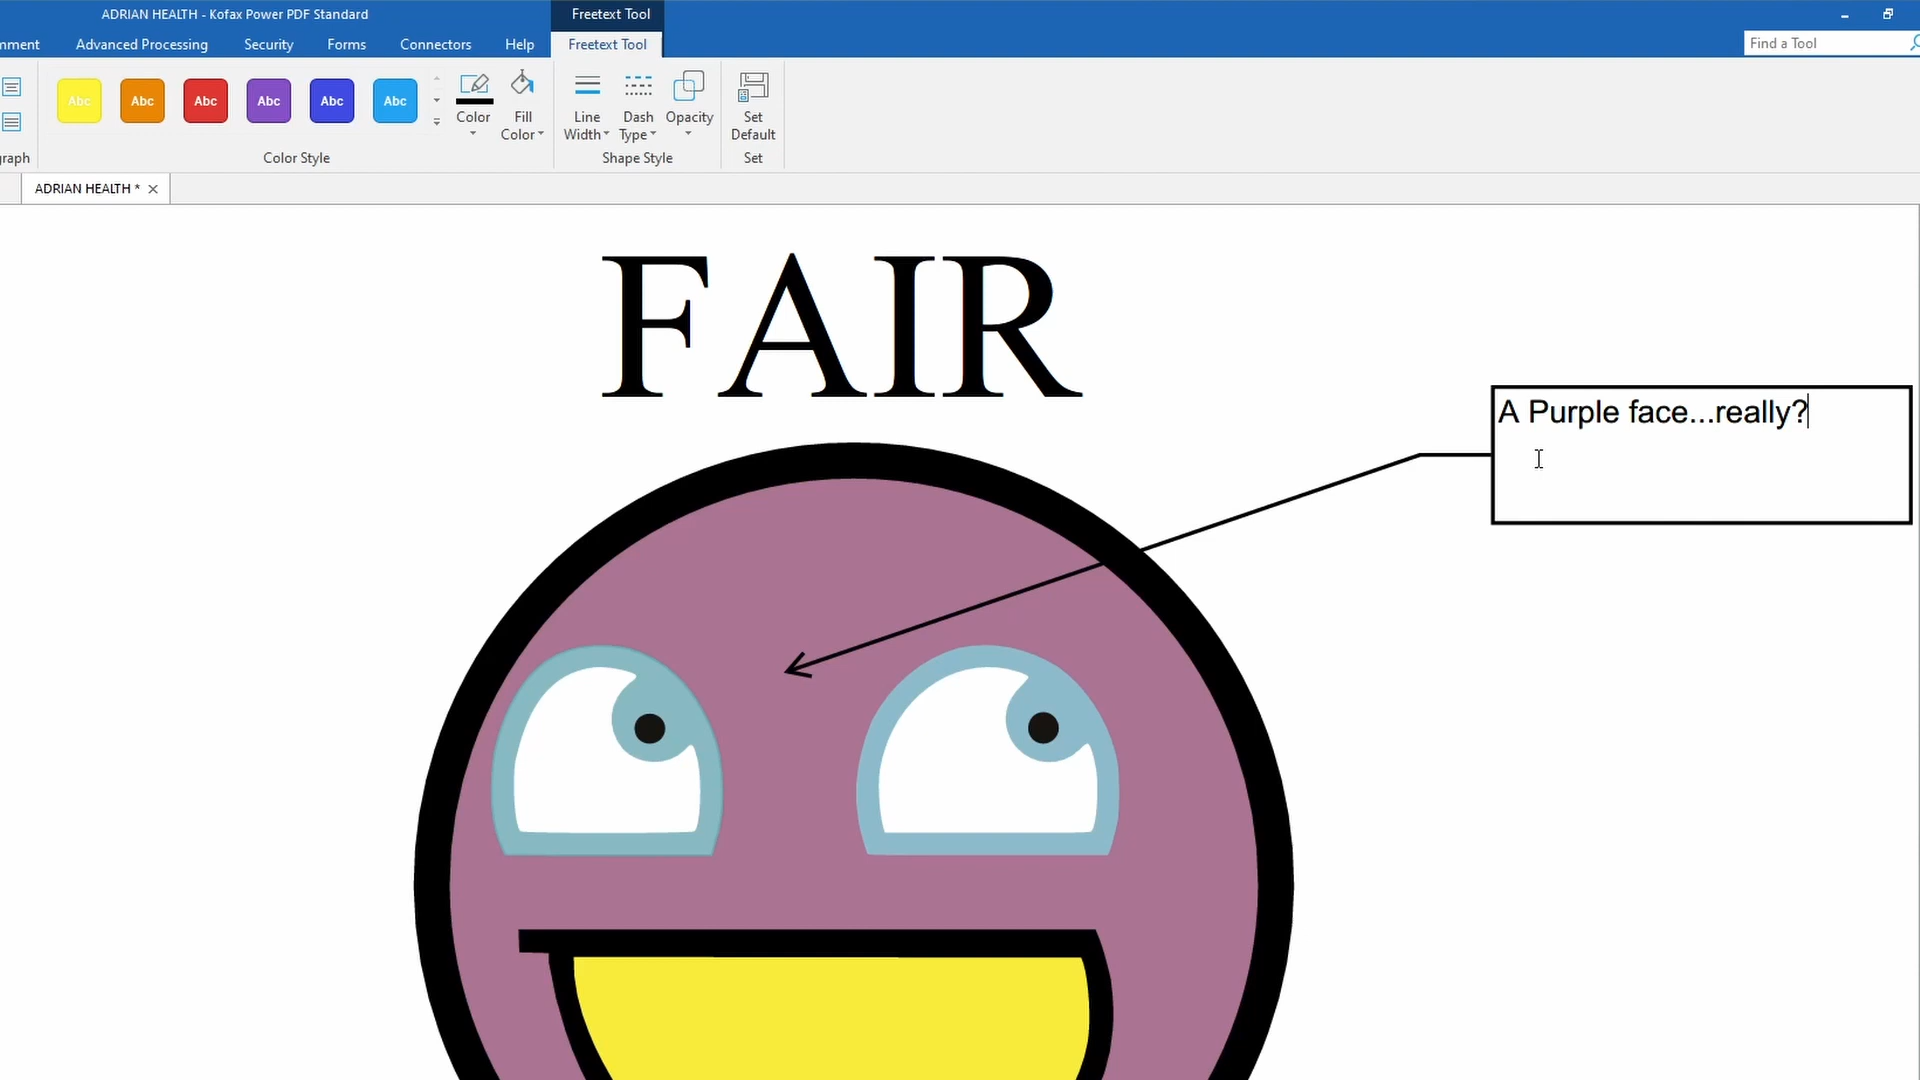 ADRIAN HEALTH - Kofax Power PDF Standard
Freetext Tool
mment
Advanced Processing
Security
Forms
Connectors
Help
Freetext Tool
Find a Tool
Abc
Abc
Abc
Abc
Abc
Abc
Color
Fill
Color
Line
Width
Dash
Type
Opacity
Set
Default
raph
Color Style
Shape Style
Set
ADRIAN HEALTH *
FAIR
A Purple face...really?